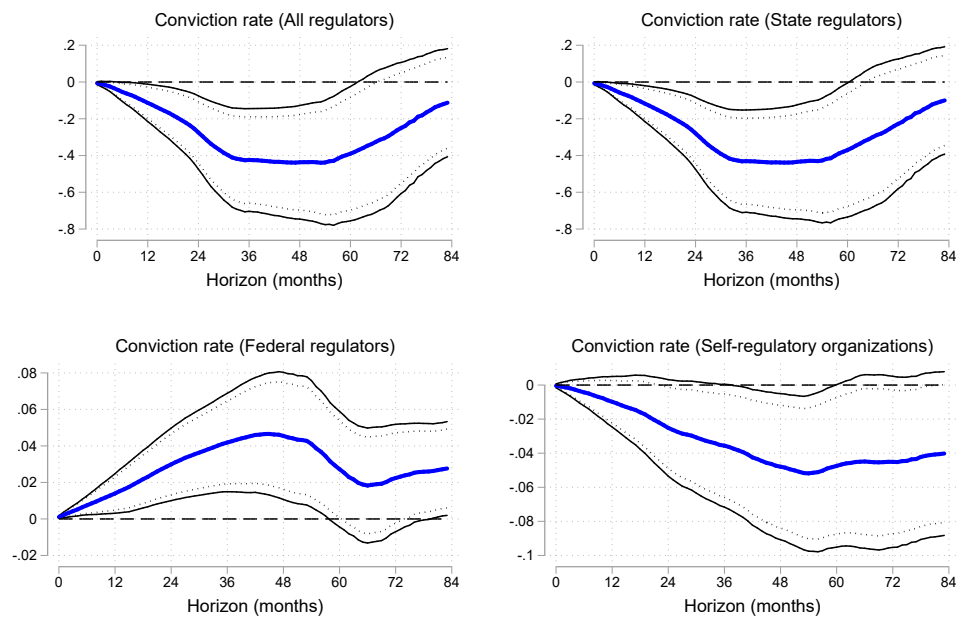 Conviction rate (All regulators)
.2
0
-.2
-.4
-.6
-.8
0 12 24 36 48 60 72 84
Horizon (months)
Conviction rate (State regulators)
.2
0
-.2
-.4
-.6
-.8
0 12 24 36 48 60 72 84
Horizon (months)
Conviction rate (Federal regulators)
.08
.06
.04
.02
0
-.02
0 12 24 36 48 60 72 84
Horizon (months)
Conviction rate (Self-regulatory organizations)
0
-.02
-.04
-.06
-.08
-.1
0 12 24 36 48 60 72 84
Horizon (months)